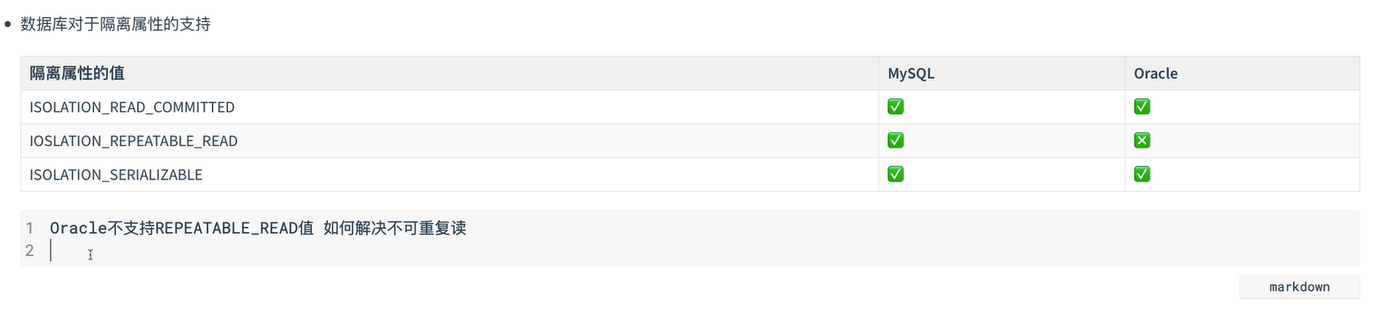 数据库对于隔离属性的支持
隔离属性的值 MySQL Oracle
ISOLATION_READ_COMMITTED ✅ ✅
IOSLATION_REPEATABLE_READ ✅ ❎
ISOLATION_SERIALIZABLE ✅ ✅
1 Oracle不支持REPEATABLE_READ值 如何解决不可重复读
2
markdown